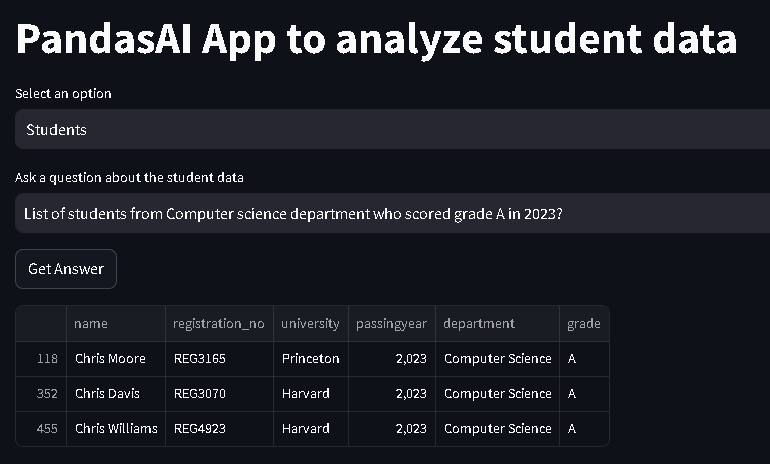 PandasAI App to analyze student data
Select an option
Students
Ask a question about the student data
List of students from Computer science department who scored grade A in 2023?
Get Answer
name registration_no university passingyear department grade
118 Chris Moore REG3165 Princeton 2,023 Computer Science A
352 Chris Davis REG3070 Harvard 2,023 Computer Science A
455 Chris Williams REG4923 Harvard 2,023 Computer Science A